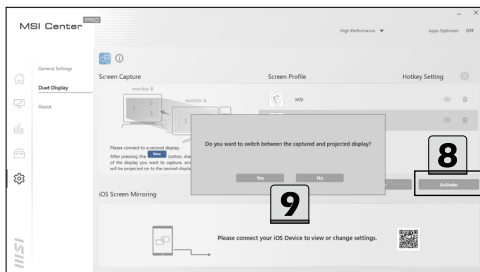 MSI Center PRO
High Performance
Apps Optimizer OFF
General Settings
Duet Display
About
Screen Capture
Screen Profile
Hotkey Setting
monitor B
monitor A
MSI
Please connect to a second display.
After pressing the New button,
of the display you want to capture, and
will be projected on to the second display
Do you want to switch between the captured and projected display?
Yes
No
8
Activate
9
iOS Screen Mirroring
Please connect your iOS Device to view or change settings.
msi